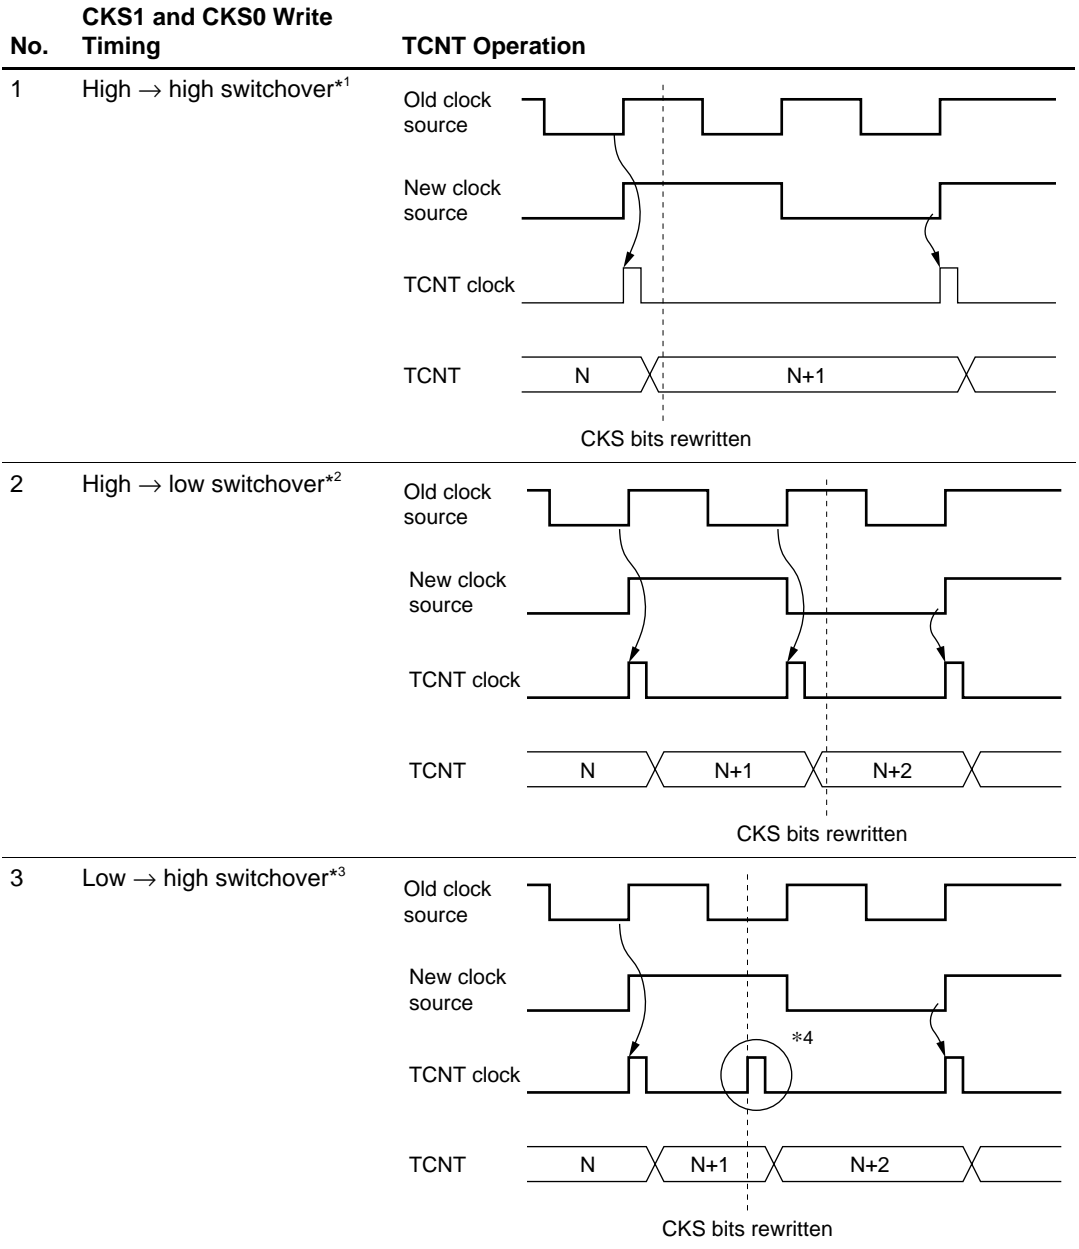 CKS1 and CKS0 Write
No. Timing TCNT Operation
1 High → high switchover*1
Old clock
source
New clock
source
TCNT clock
TCNT N N+1
CKS bits rewritten
2 High → low switchover*2
Old clock
source
New clock
source
TCNT clock
TCNT N N+1 N+2
CKS bits rewritten
3 Low → high switchover*3
Old clock
source
New clock
source
*4
TCNT clock
TCNT N N+1 N+2
CKS bits rewritten